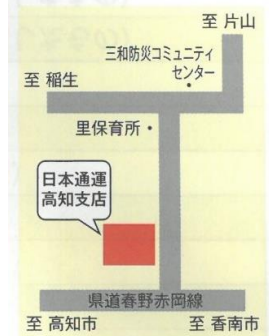 至 片山
三和防災コミュニティ
センター
至 稲生
里保育所
日本通運
高知支店
県道春野赤岡線
至 高知市
至 香南市